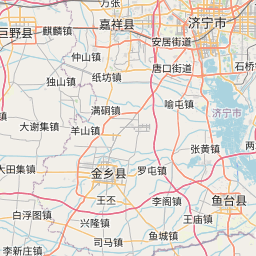 万张
济宁市
巨野县
麒麟镇
嘉祥县
安居街道
仲山镇
唐口街道
石桥
独山镇
纸坊镇
满硐镇
喻屯镇
济宁市
大谢集镇
羊山镇
张黄镇
两
大田集镇
金乡县
罗屯镇
王丕
李阁镇
鱼台县
白浮图镇
兴隆镇
王庙镇
鱼城镇
司马镇
李新庄镇